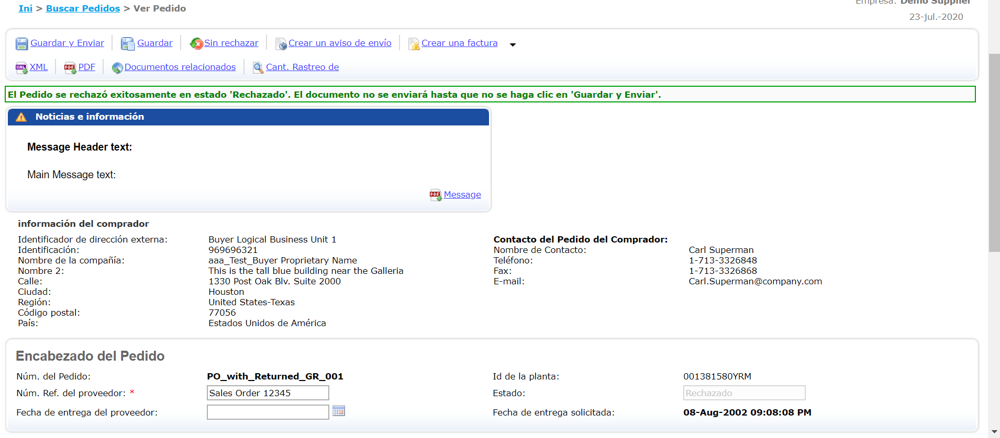 Ini > Buscar Pedidos > Ver Pedido
Empresa: Demo Supplier
23-jul.-2020
Guardar y Enviar Guardar Sin rechazar Crear un aviso de envío Crear una factura
XML PDF Documentos relacionados Cant. Rastreo de
El Pedido se rechazó exitosamente en estado 'Rechazado'. El documento no se enviará hasta que no se haga clic en 'Guardar y Enviar'.
Noticias e información
Message Header text:
Main Message text:
PDF Message
información del comprador
Identificador de dirección externa: Buyer Logical Business Unit 1
Identificación: 969696321
Nombre de la compañía: aaa_Test_Buyer Proprietary Name
Nombre 2: This is the tall blue building near the Galleria
Calle: 1330 Post Oak Blv. Suite 2000
Ciudad: Houston
Región: United States-Texas
Código postal: 77056
País: Estados Unidos de América
Contacto del Pedido del Comprador:
Nombre de Contacto: Carl Superman
Teléfono: 1-713-3326848
Fax: 1-713-3326868
E-mail: Carl.Superman@company.com
Encabezado del Pedido
Núm. del Pedido: PO_with_Returned_GR_001 Id de la planta: 001381580YRM
Núm. Ref. del proveedor: * Sales Order 12345 Estado: Rechazado
Fecha de entrega del proveedor: Fecha de entrega solicitada: 08-Aug-2002 09:08:08 PM